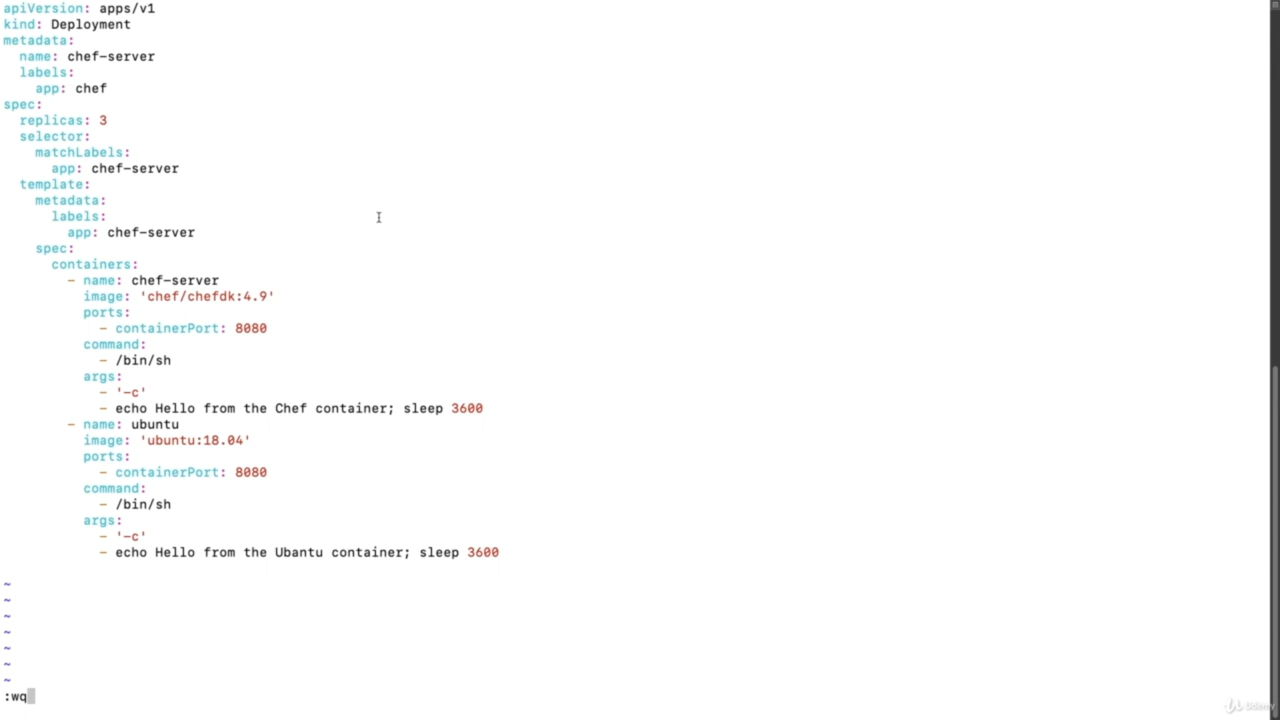 apiVersion: apps/v1
kind: Deployment
metadata:
  name: chef-server
  labels:
    app: chef
spec:
  replicas: 3
  selector:
    matchLabels:
      app: chef-server
  template:
    metadata:
      labels:
        app: chef-server
    spec:
      containers:
        - name: chef-server
          image: 'chef/chefdk:4.9'
          ports:
            - containerPort: 8080
          command:
            - /bin/sh
          args:
            - '-c'
            - echo Hello from the Chef container; sleep 3600
        - name: ubuntu
          image: 'ubuntu:18.04'
          ports:
            - containerPort: 8080
          command:
            - /bin/sh
          args:
            - '-c'
            - echo Hello from the Ubantu container; sleep 3600
~
~
~
~
~
~
~
:wq
Udemy